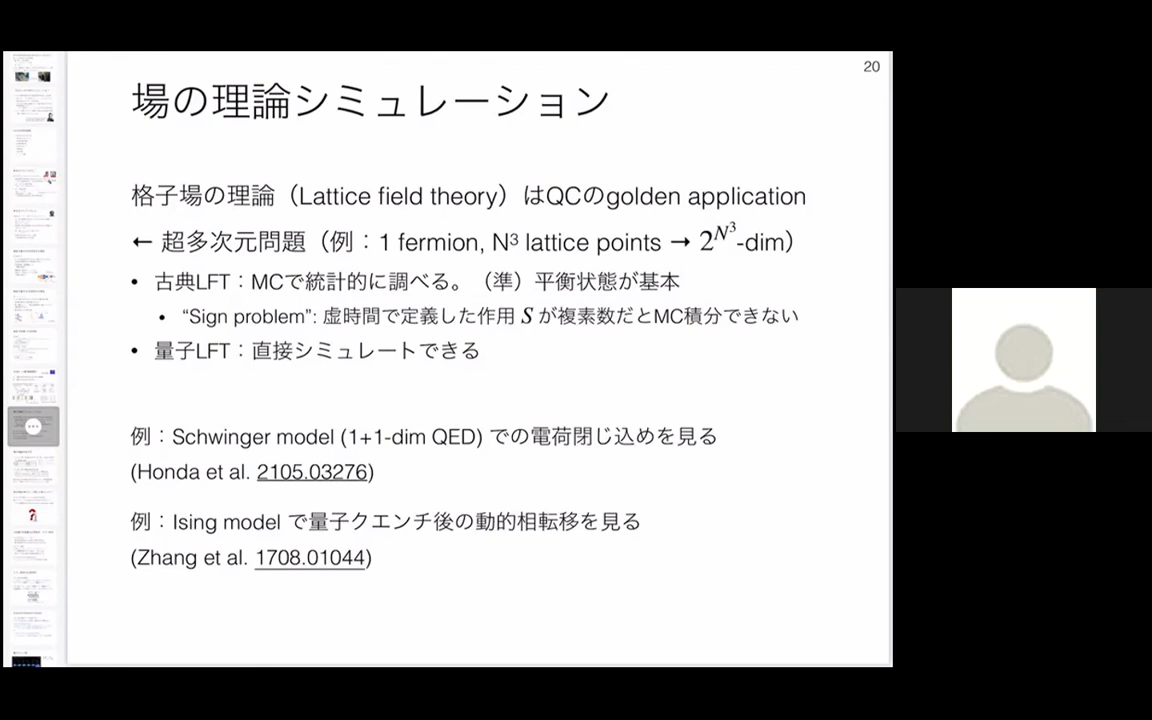 20
場の理論シミュレーション
格子場の理論（Lattice field theory）はQCのgolden application
← 超多次元問題（例：1 fermion, N³ lattice points → 2^{N^3}-dim）
• 古典LFT：MCで統計的に調べる。（準）平衡状態が基本
• “Sign problem”: 虚時間で定義した作用 S が複素数だとMC積分できない
• 量子LFT：直接シミュレートできる
例：Schwinger model (1+1-dim QED) での電荷閉じ込めを見る
(Honda et al. 2105.03276)
例：Ising model で量子クエンチ後の動的相転移を見る
(Zhang et al. 1708.01044)